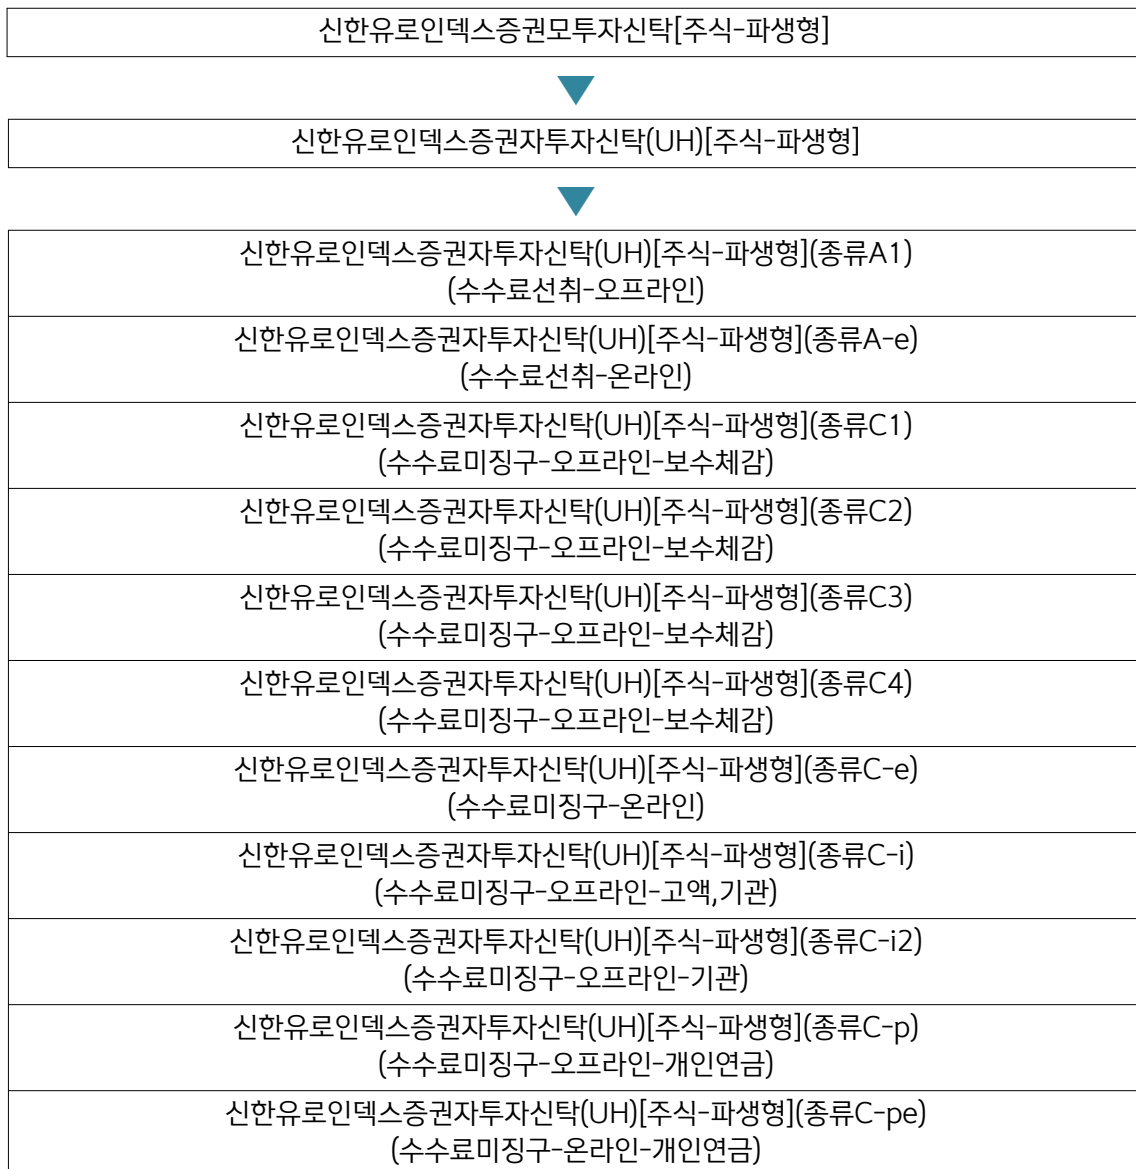 신한유로인덱스증권모투자신탁[주식-파생형]
신한유로인덱스증권자투자신탁(UH)[주식-파생형]
신한유로인덱스증권자투자신탁(UH)[주식-파생형](종류A1)
(수수료선취-오프라인)
신한유로인덱스증권자투자신탁(UH)[주식-파생형](종류A-e)
(수수료선취-온라인)
신한유로인덱스증권자투자신탁(UH)[주식-파생형](종류C1)
(수수료미징구-오프라인-보수체감)
신한유로인덱스증권자투자신탁(UH)[주식-파생형](종류C2)
(수수료미징구-오프라인-보수체감)
신한유로인덱스증권자투자신탁(UH)[주식-파생형](종류C3)
(수수료미징구-오프라인-보수체감)
신한유로인덱스증권자투자신탁(UH)[주식-파생형](종류C4)
(수수료미징구-오프라인-보수체감)
신한유로인덱스증권자투자신탁(UH)[주식-파생형](종류C-e)
(수수료미징구-온라인)
신한유로인덱스증권자투자신탁(UH)[주식-파생형](종류C-i)
(수수료미징구-오프라인-고액,기관)
신한유로인덱스증권자투자신탁(UH)[주식-파생형](종류C-i2)
(수수료미징구-오프라인-기관)
신한유로인덱스증권자투자신탁(UH)[주식-파생형](종류C-p)
(수수료미징구-오프라인-개인연금)
신한유로인덱스증권자투자신탁(UH)[주식-파생형](종류C-pe)
(수수료미징구-온라인-개인연금)